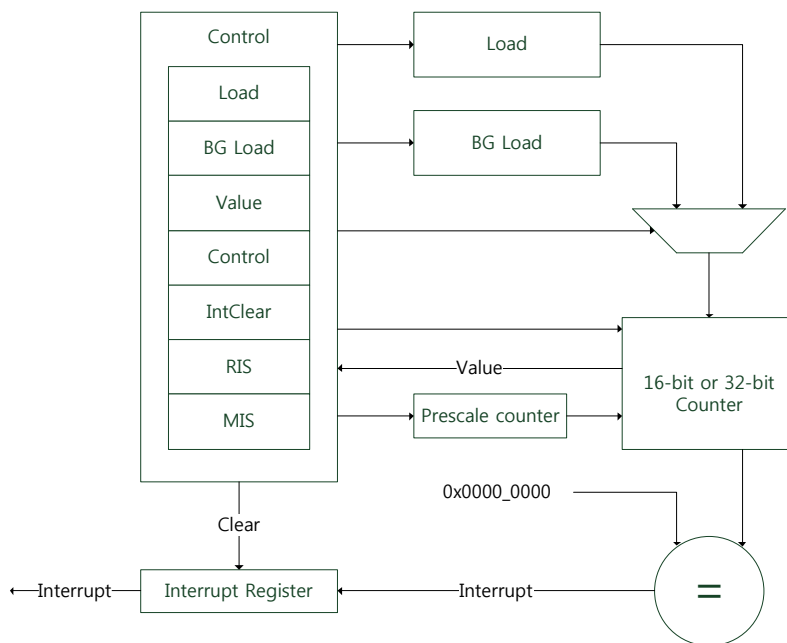 Control
Load
BG Load
Value
Control
IntClear
RIS
MIS
Load
BG Load
Value
Prescale counter
16-bit or 32-bit
Counter
0x0000_0000
Clear
Interrupt
Interrupt Register
Interrupt
=